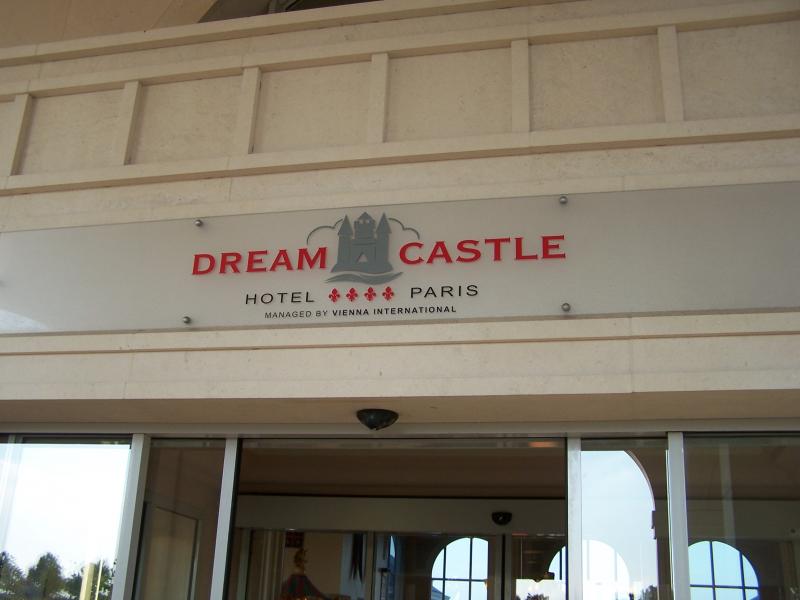 DREAM CASTLE
HOTEL PARIS
MANAGED BY VIENNA INTERNATIONAL